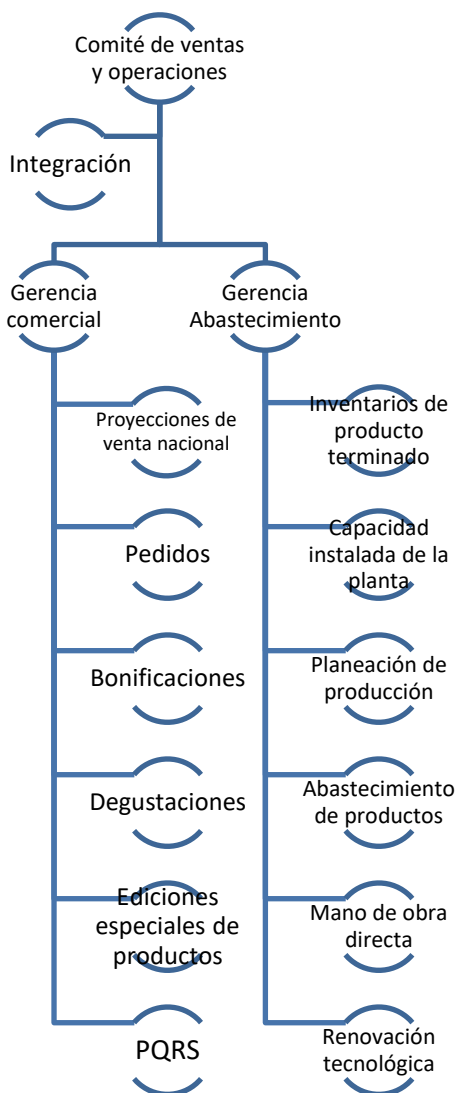 Comité de ventas
y operaciones
Integración
Gerencia
comercial
Gerencia
Abastecimiento
Proyecciones de
venta nacional
Pedidos
Bonificaciones
Degustaciones
Ediciones
especiales de
productos
PQRS
Inventarios de
producto
terminado
Capacidad
instalada de la
planta
Planeación de
producción
Abastecimiento
de productos
Mano de obra
directa
Renovación
tecnológica